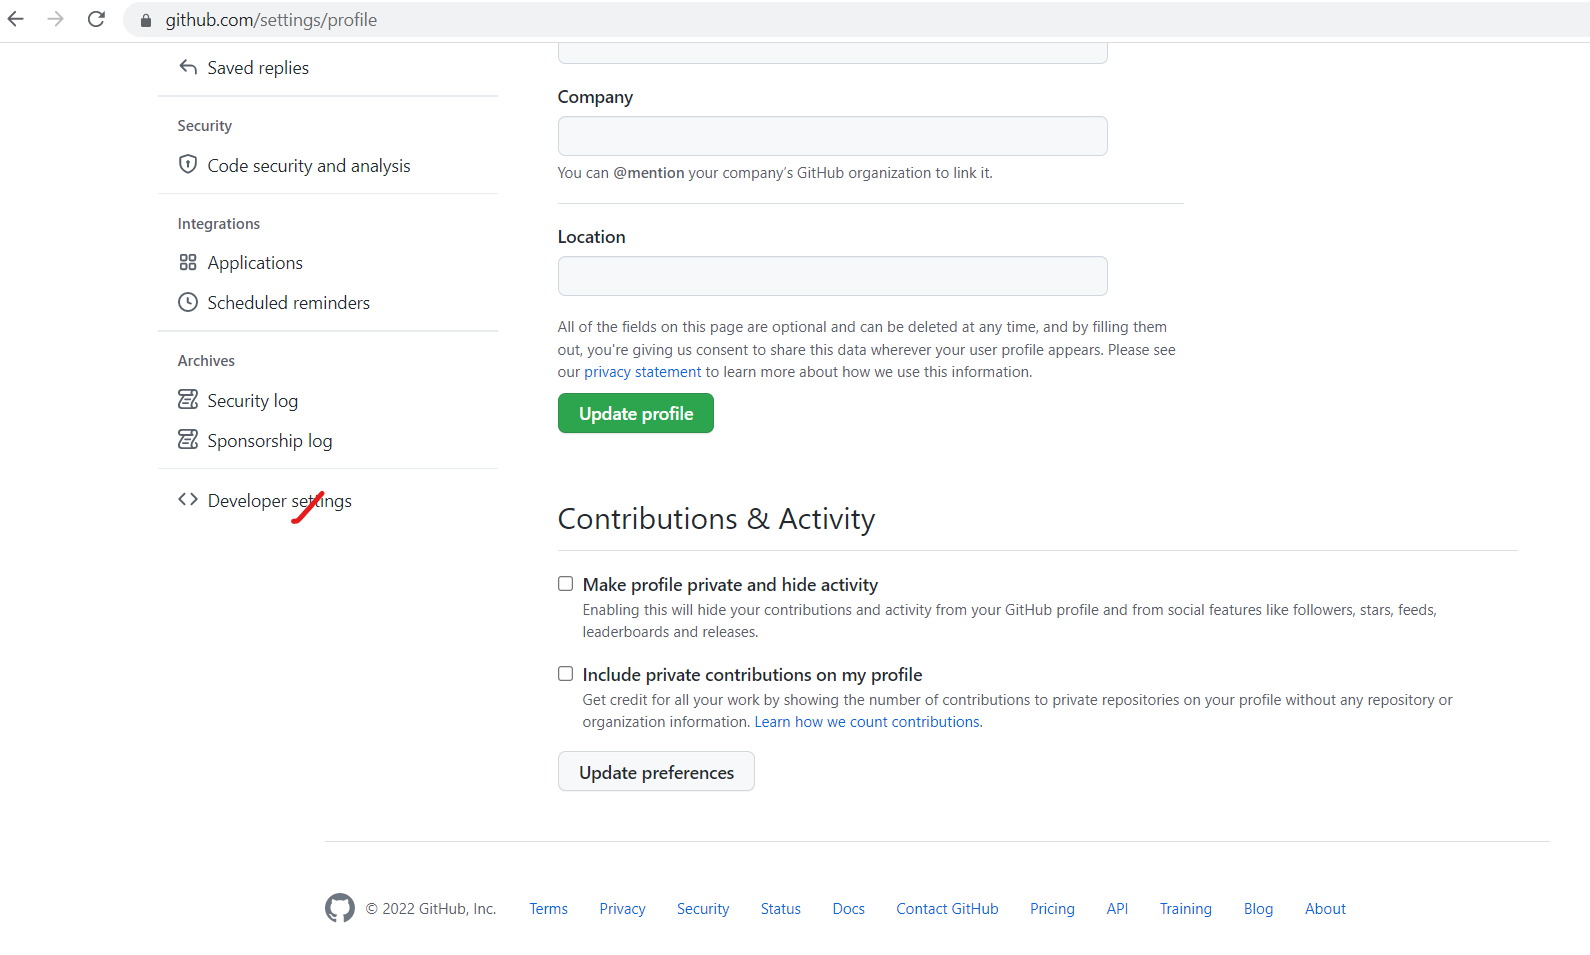 github.com/settings/profile
Saved replies
Security
Code security and analysis
Integrations
Applications
Scheduled reminders
Archives
Security log
Sponsorship log
Developer settings
Company
You can @mention your company's GitHub organization to link it.
Location
All of the fields on this page are optional and can be deleted at any time, and by filling them
out, you're giving us consent to share this data wherever your user profile appears. Please see
our privacy statement to learn more about how we use this information.
Update profile
Contributions & Activity
Make profile private and hide activity
Enabling this will hide your contributions and activity from your GitHub profile and from social features like followers, stars, feeds,
leaderboards and releases.
Include private contributions on my profile
Get credit for all your work by showing the number of contributions to private repositories on your profile without any repository or
organization information. Learn how we count contributions.
Update preferences
© 2022 GitHub, Inc. Terms Privacy Security Status Docs Contact GitHub Pricing API Training Blog About